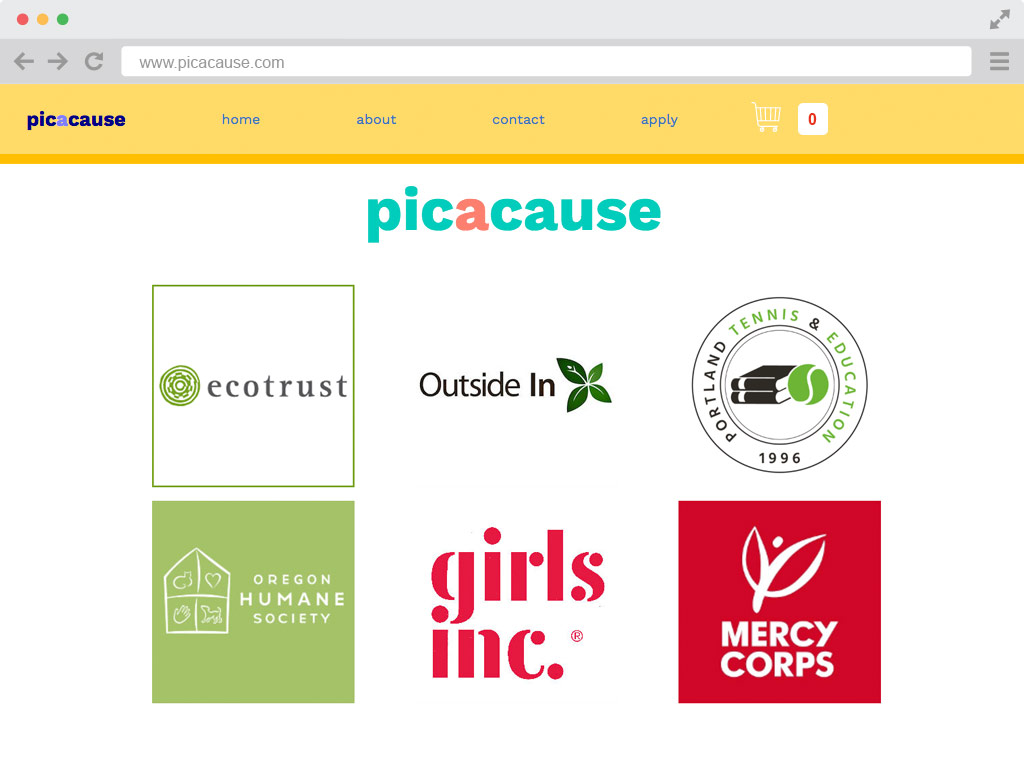 www.picacause.com
picacause home about contact apply 0
picacause
ecotrust
Outside In
PORTLAND TENNIS & EDUCATION
1996
OREGON
HUMANE
SOCIETY
girls
inc.®
MERCY
CORPS